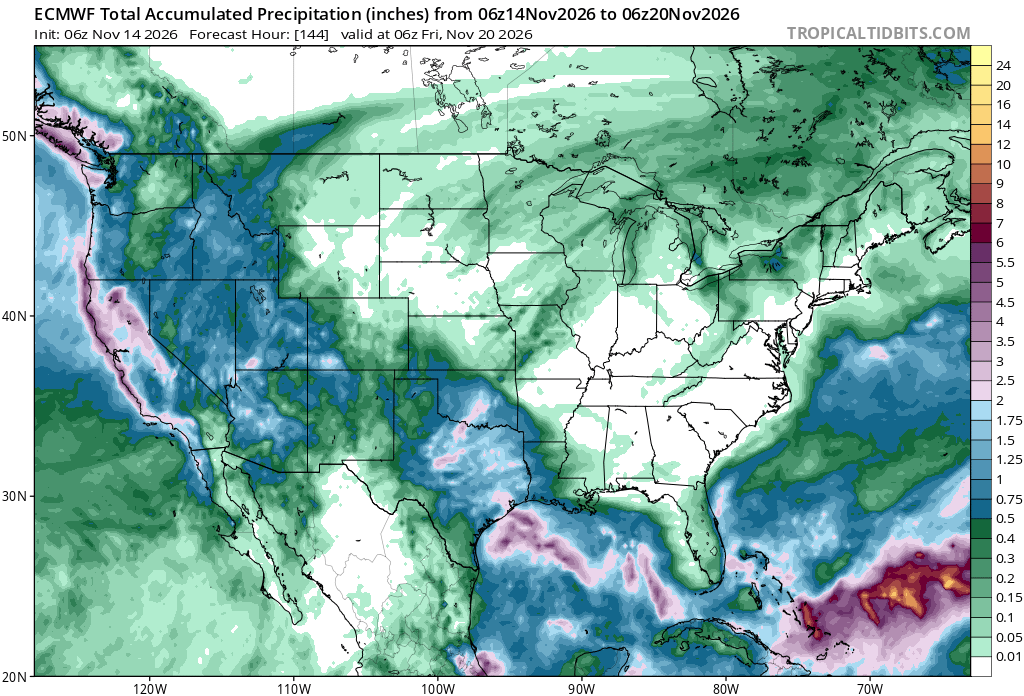 ECMWF Total Accumulated Precipitation (inches) from 06z14Nov2026 to 06z20Nov2026
Init: 06z Nov 14 2026 Forecast Hour: [144] valid at 06z Fri, Nov 20 2026
TROPICALTIDBITS.COM
24
20
16
14
12
10
9
8
7
6
5.5
5
4.5
4
3.5
3
2.5
2
1.75
1.5
1.25
1
0.75
0.5
0.4
0.3
0.2
0.15
0.1
0.05
0.01
50N
40N
30N
20N
120W
110W
100W
90W
80W
70W